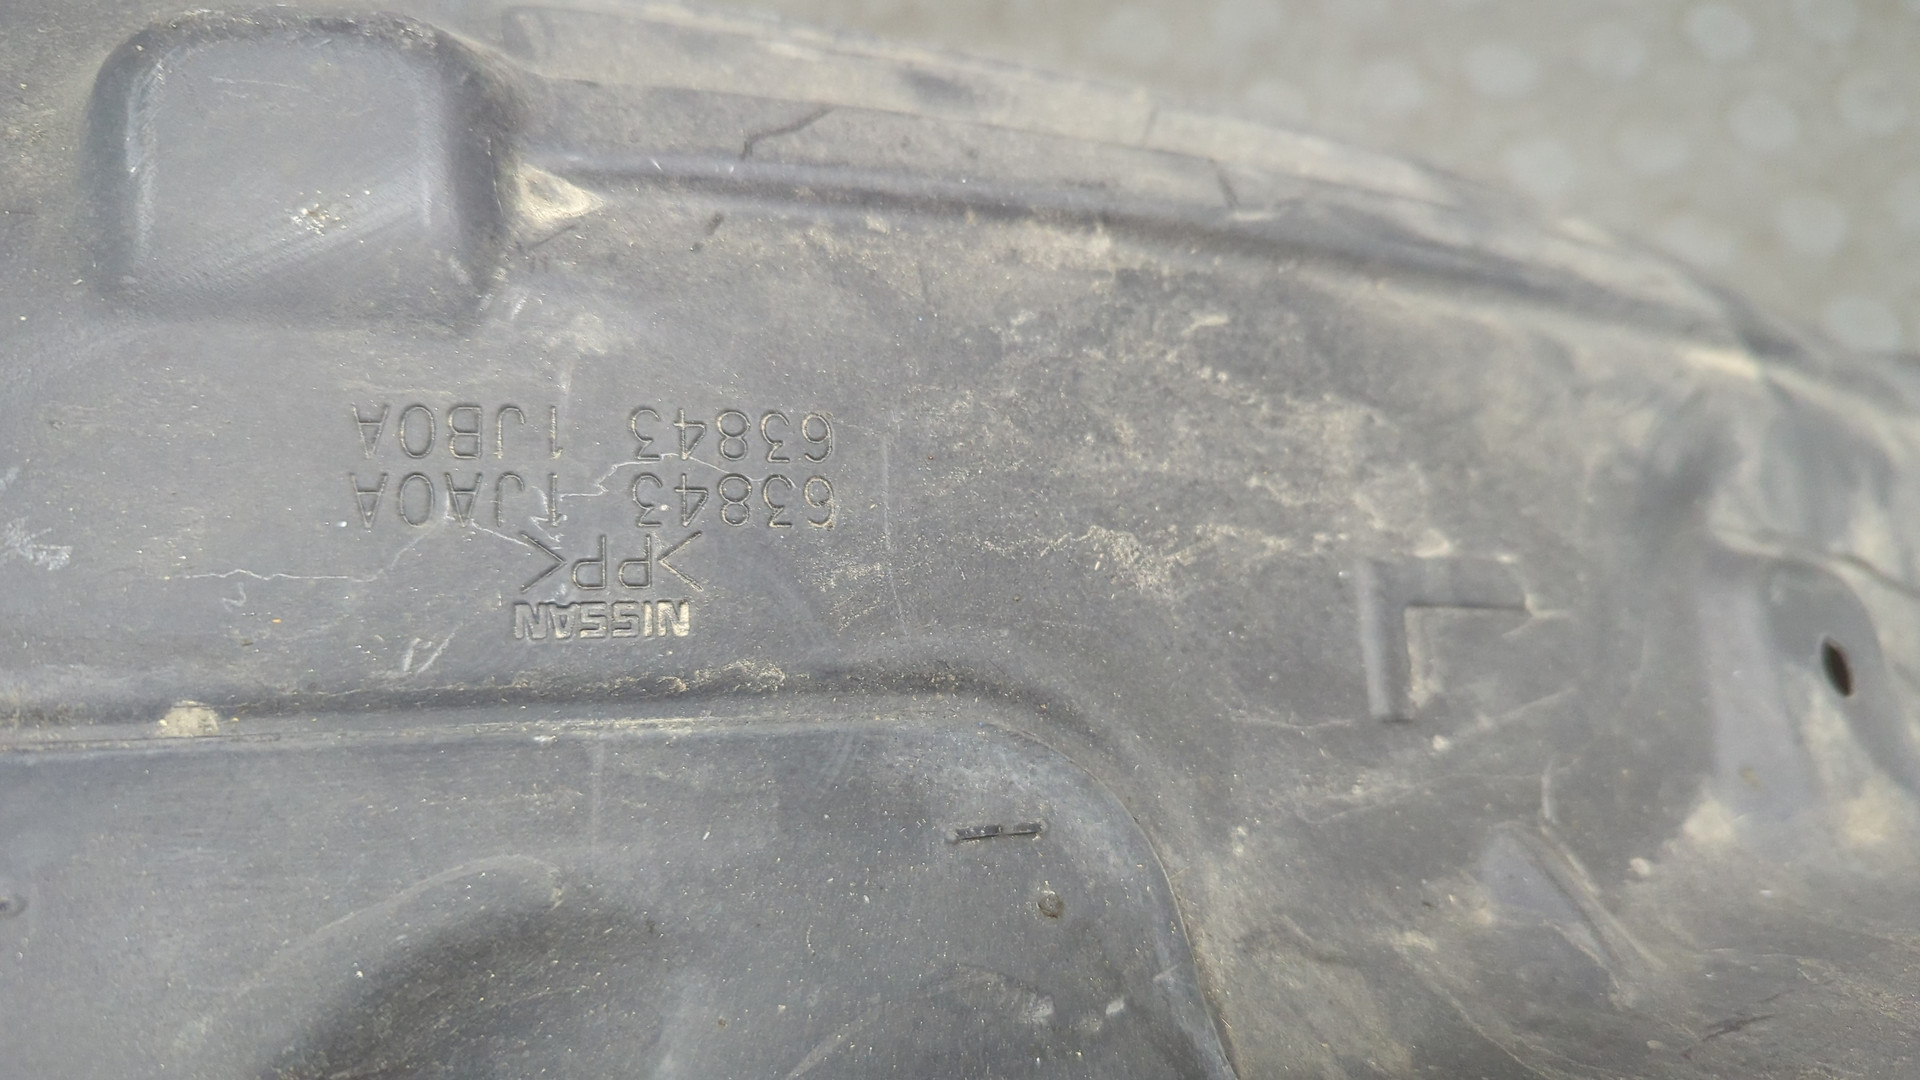 NISSAN
>PP<
63843 1JA0A
63843 1JB0A
L